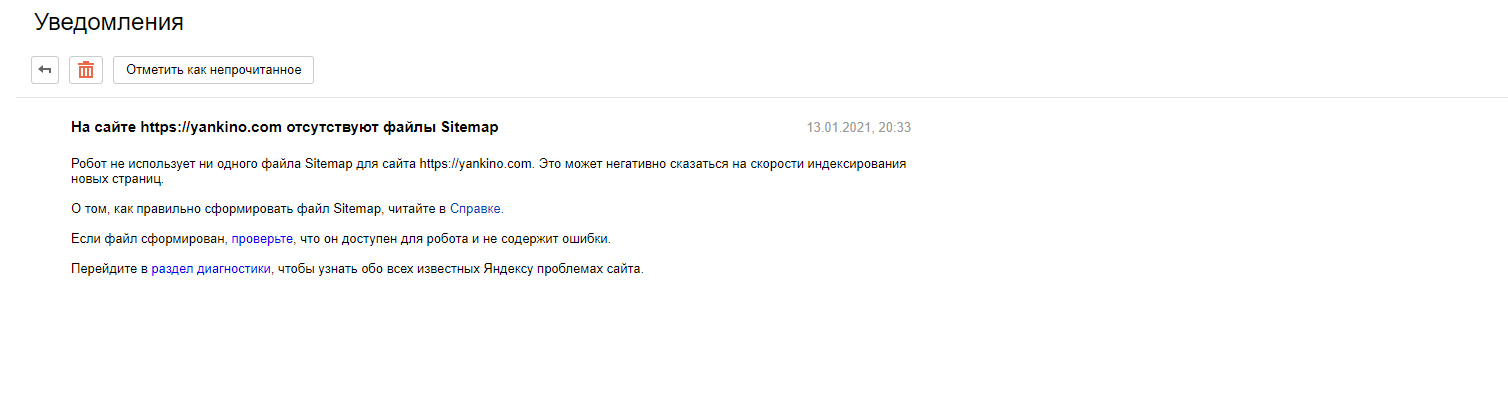 Уведомления
Отметить как непрочитанное
На сайте https://yankino.com отсутствуют файлы Sitemap
13.01.2021, 20:33
Робот не использует ни одного файла Sitemap для сайта https://yankino.com. Это может негативно сказаться на скорости индексирования
новых страниц.
О том, как правильно сформировать файл Sitemap, читайте в Справке.
Если файл сформирован, проверьте, что он доступен для робота и не содержит ошибки.
Перейдите в раздел диагностики, чтобы узнать обо всех известных Яндексу проблемах сайта.